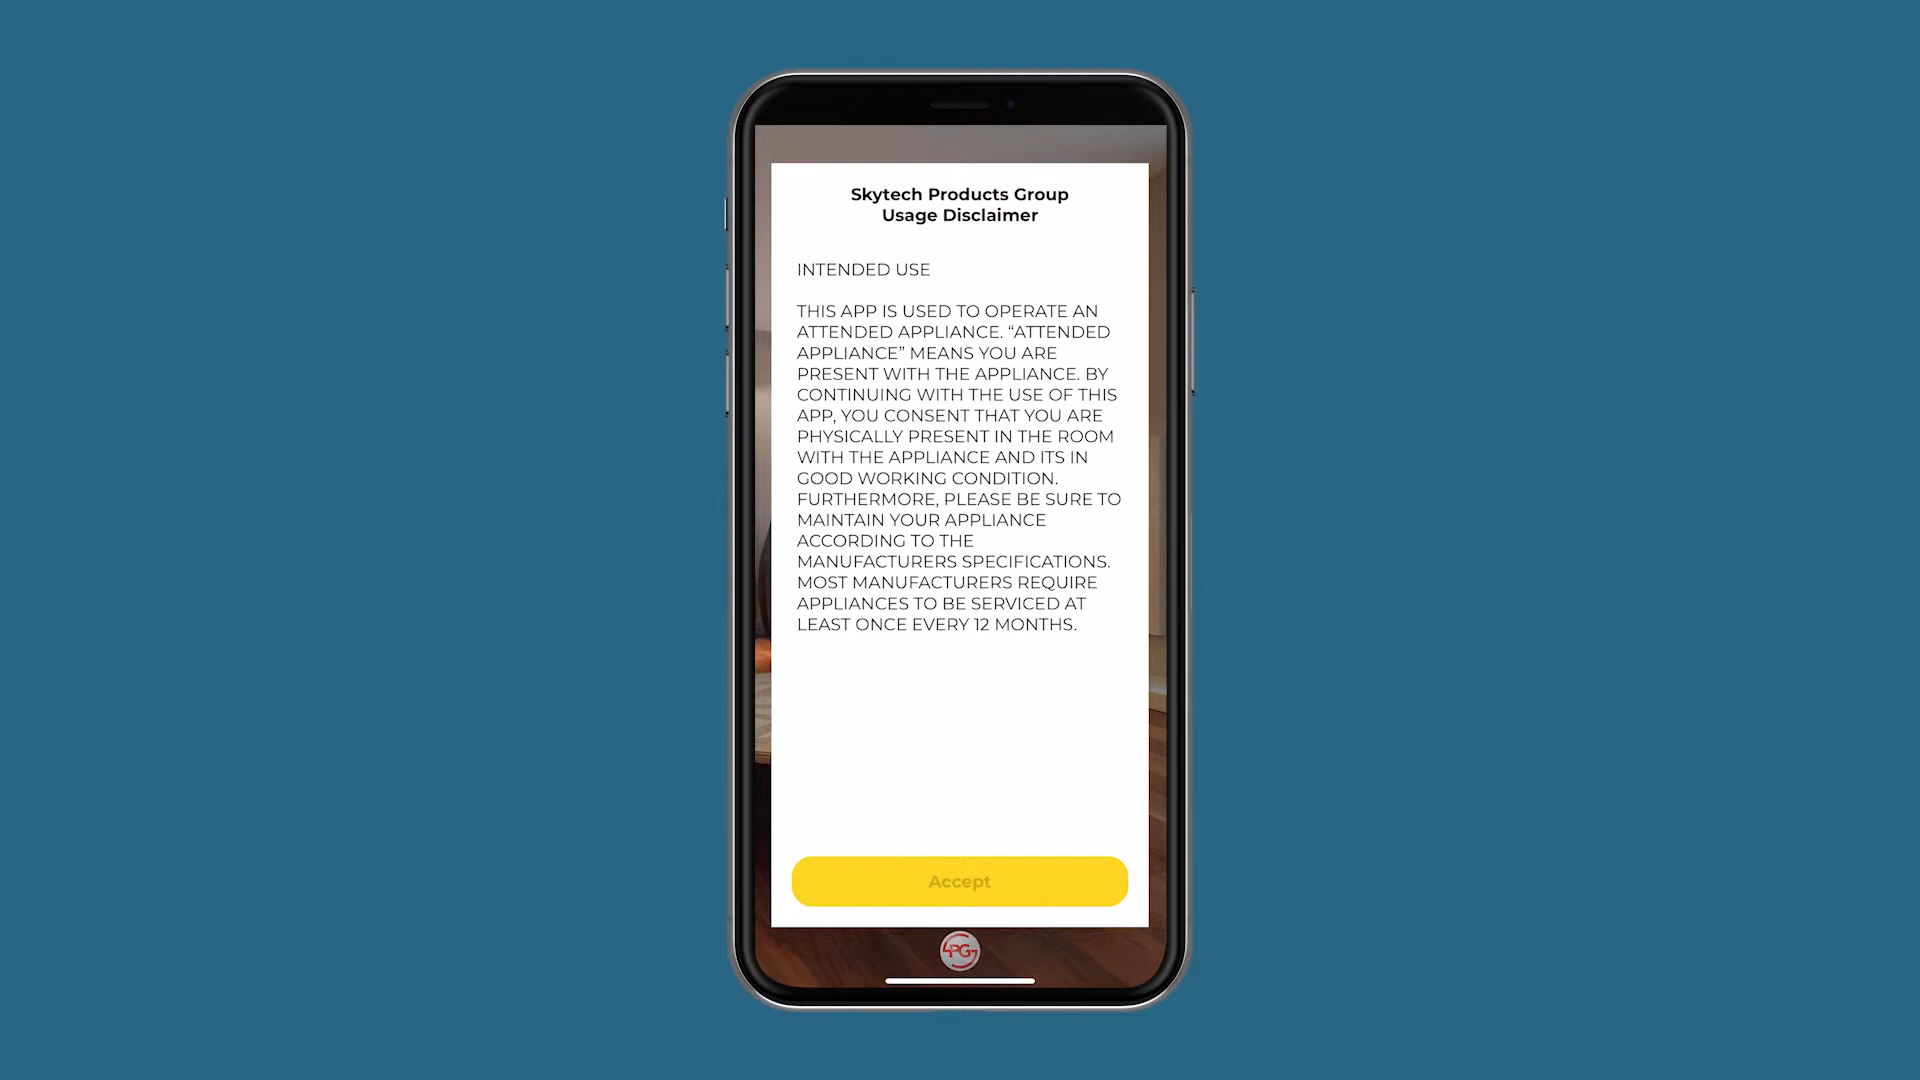 Skytech Products Group
Usage Disclaimer
INTENDED USE
THIS APP IS USED TO OPERATE AN
ATTENDED APPLIANCE. “ATTENDED
APPLIANCE” MEANS YOU ARE
PRESENT WITH THE APPLIANCE. BY
CONTINUING WITH THE USE OF THIS
APP, YOU CONSENT THAT YOU ARE
PHYSICALLY PRESENT IN THE ROOM
WITH THE APPLIANCE AND ITS IN
GOOD WORKING CONDITION.
FURTHERMORE, PLEASE BE SURE TO
MAINTAIN YOUR APPLIANCE
ACCORDING TO THE
MANUFACTURERS SPECIFICATIONS.
MOST MANUFACTURERS REQUIRE
APPLIANCES TO BE SERVICED AT
LEAST ONCE EVERY 12 MONTHS.
Accept
PG